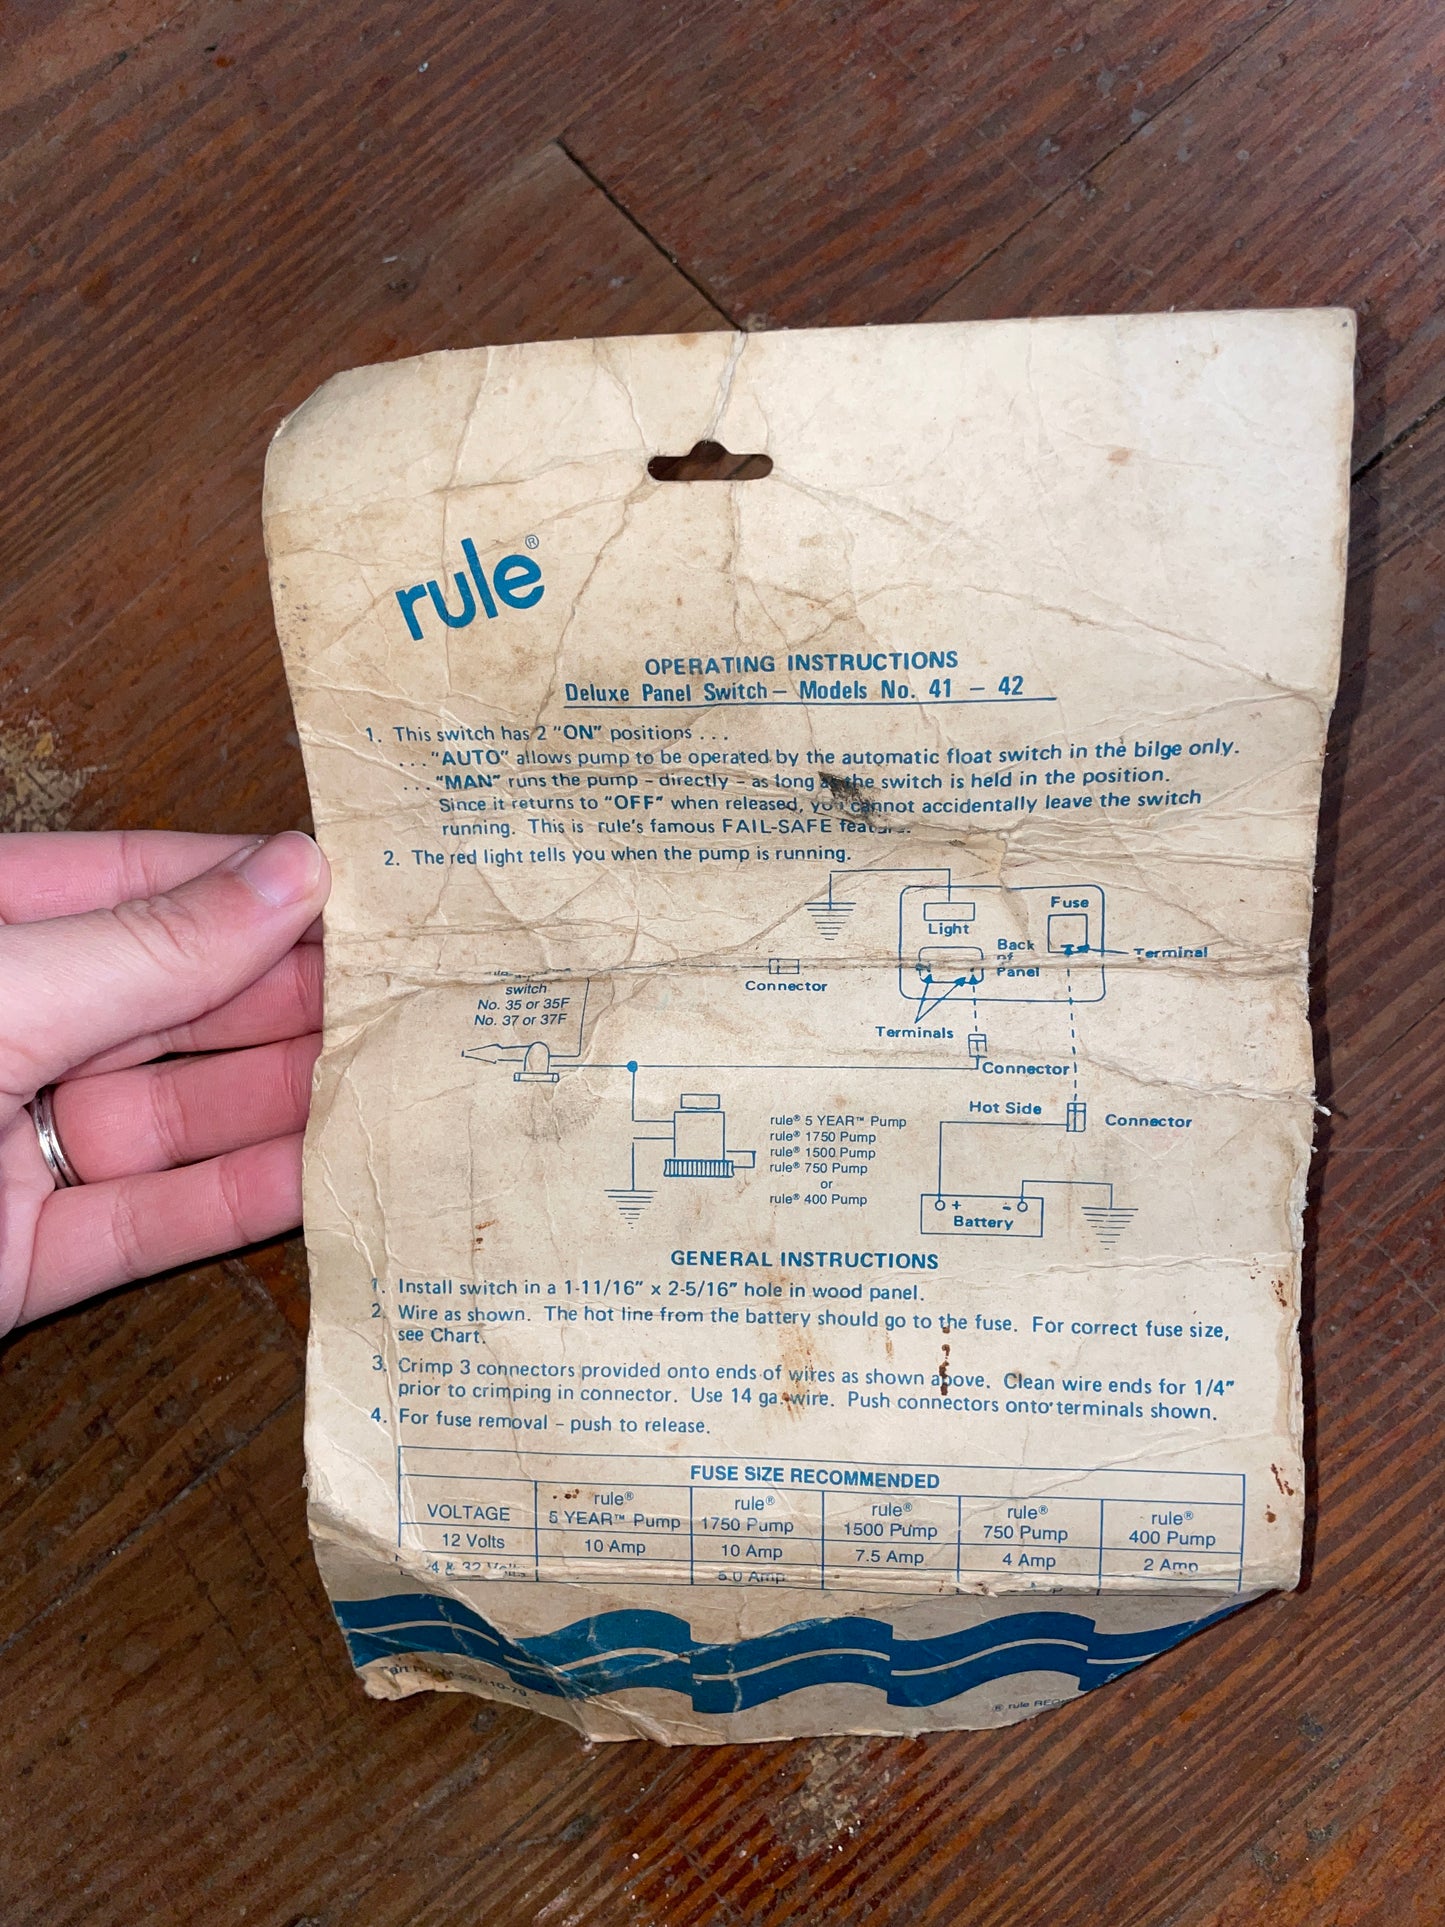 rule®
OPERATING INSTRUCTIONS
Deluxe Panel Switch – Models No. 41 – 42
1. This switch has 2 "ON" positions . . .
. . . "AUTO" allows pump to be operated by the automatic float switch in the bilge only.
. . . "MAN" runs the pump – directly – as long as the switch is held in the position.
Since it returns to "OFF" when released, you cannot accidentally leave the switch
running. This is rule's famous FAIL-SAFE feature.
2. The red light tells you when the pump is running.
Fuse
Light
Back
of
Panel
Terminal
Connector
switch
No. 35 or 35F
No. 37 or 37F
Terminals
Connector
Hot Side
Connector
rule® 5 YEAR™ Pump
rule® 1750 Pump
rule® 1500 Pump
rule® 750 Pump
or
rule® 400 Pump
+ -
Battery
GENERAL INSTRUCTIONS
1. Install switch in a 1-11/16" x 2-5/16" hole in wood panel.
2. Wire as shown. The hot line from the battery should go to the fuse. For correct fuse size,
see Chart.
3. Crimp 3 connectors provided onto ends of wires as shown above. Clean wire ends for 1/4"
prior to crimping in connector. Use 14 ga. wire. Push connectors onto terminals shown.
4. For fuse removal – push to release.
FUSE SIZE RECOMMENDED
VOLTAGE rule® 5 YEAR™ Pump rule® 1750 Pump rule® 1500 Pump rule® 750 Pump rule® 400 Pump
12 Volts 10 Amp 10 Amp 7.5 Amp 4 Amp 2 Amp
& 32 Volts 5.0 Amp
® rule